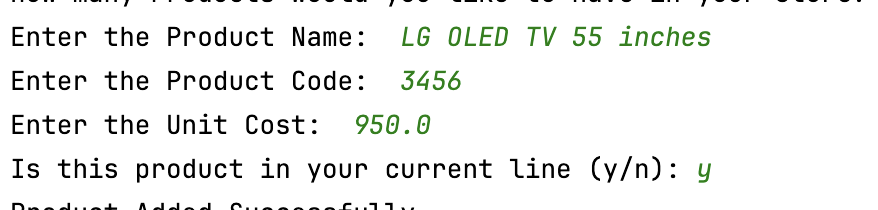 How many Products would you like to have in your Store?
Enter the Product Name:  LG OLED TV 55 inches
Enter the Product Code:  3456
Enter the Unit Cost:  950.0
Is this product in your current line (y/n): y
Product Added Successfully